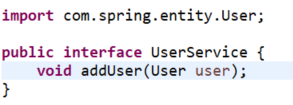 import com.spring.entity.User;
public interface UserService {
    void addUser(User user);
}